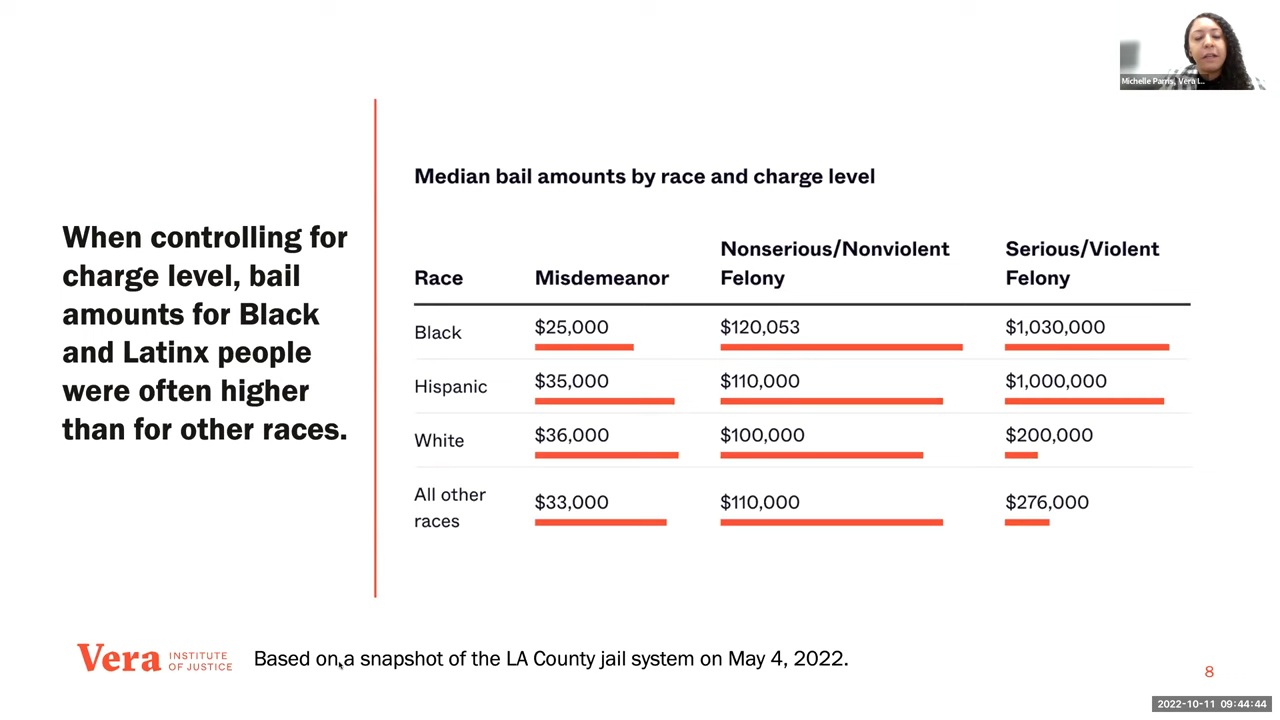 Michelle Parris, Vera I...
When controlling for
charge level, bail
amounts for Black
and Latinx people
were often higher
than for other races.
Median bail amounts by race and charge level
Race Misdemeanor Nonserious/Nonviolent Felony Serious/Violent Felony
Black $25,000 $120,053 $1,030,000
Hispanic $35,000 $110,000 $1,000,000
White $36,000 $100,000 $200,000
All other races $33,000 $110,000 $276,000
Vera INSTITUTE OF JUSTICE
Based on a snapshot of the LA County jail system on May 4, 2022.
8
2022-10-11 09:44:44